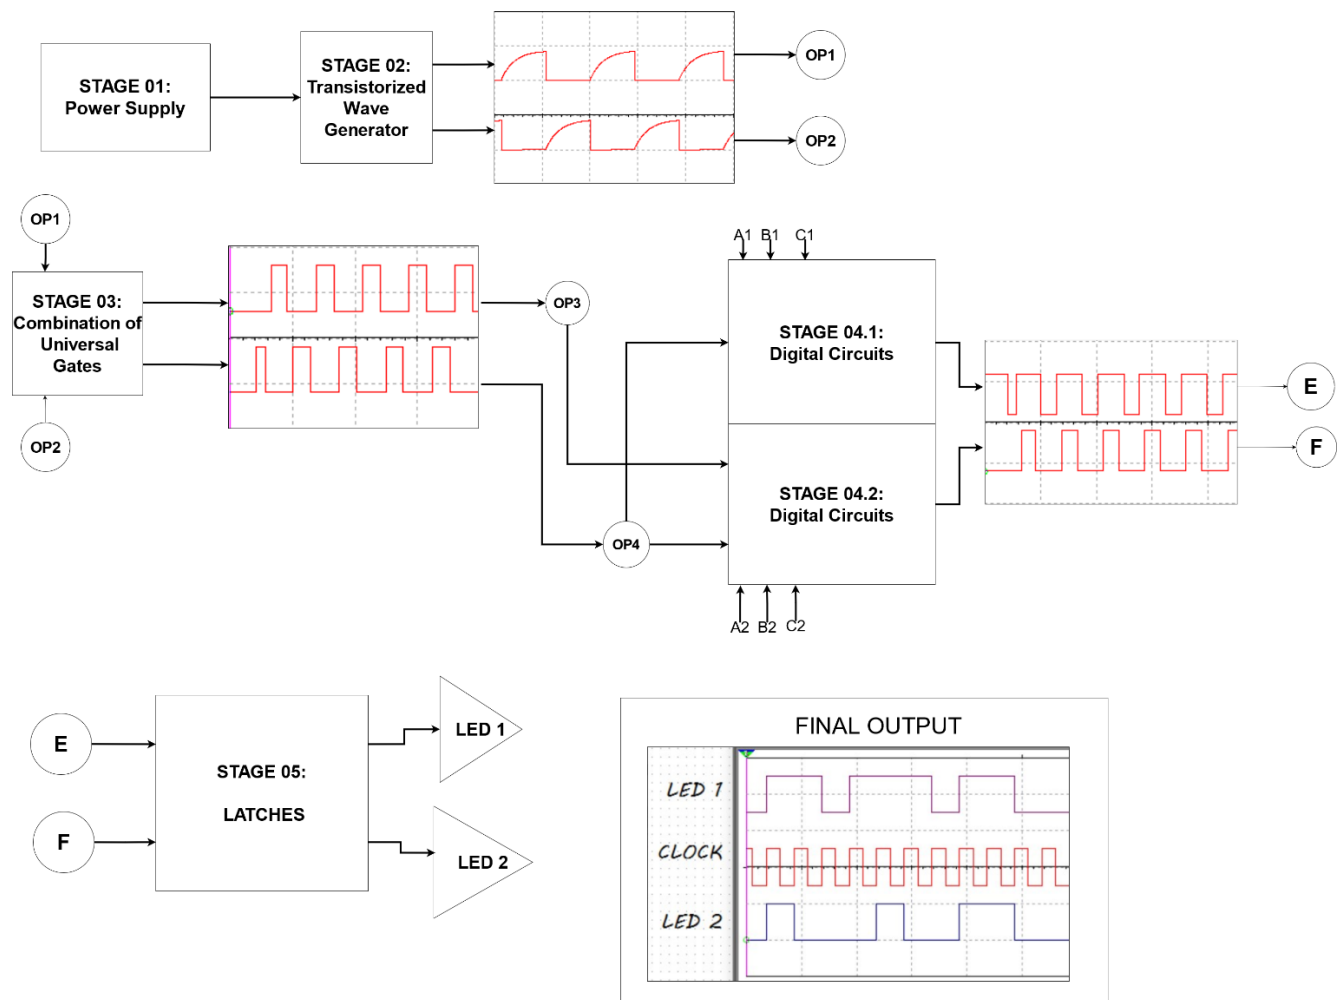 STAGE 01:
Power Supply
STAGE 02:
Transistorized
Wave
Generator
OP1
OP2
OP1
STAGE 03:
Combination of
Universal
Gates
OP2
OP3
OP4
A1 B1 C1
STAGE 04.1:
Digital Circuits
STAGE 04.2:
Digital Circuits
A2 B2 C2
E
F
E
F
STAGE 05:
LATCHES
LED 1
LED 2
FINAL OUTPUT
LED 1
CLOCK
LED 2